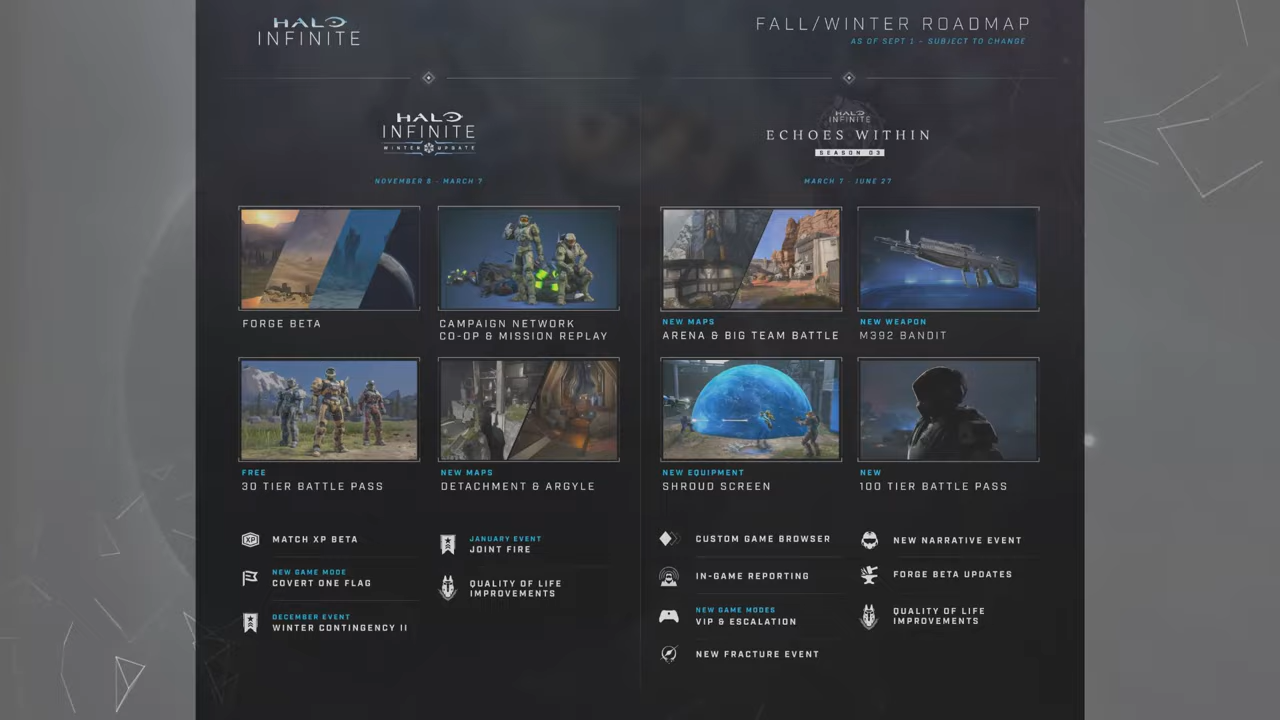 HALO
INFINITE
FALL/WINTER ROADMAP
AS OF SEPT 1 - SUBJECT TO CHANGE
HALO
INFINITE
WINTER UPDATE
NOVEMBER 8 - MARCH 7
FORGE BETA
CAMPAIGN NETWORK
CO-OP & MISSION REPLAY
FREE
30 TIER BATTLE PASS
NEW MAPS
DETACHMENT & ARGYLE
XP
MATCH XP BETA
NEW GAME MODE
COVERT ONE FLAG
DECEMBER EVENT
WINTER CONTINGENCY II
JANUARY EVENT
JOINT FIRE
QUALITY OF LIFE
IMPROVEMENTS
HALO
INFINITE
ECHOES WITHIN
SEASON 03
MARCH 7 - JUNE 27
NEW MAPS
ARENA & BIG TEAM BATTLE
NEW WEAPON
M392 BANDIT
NEW EQUIPMENT
SHROUD SCREEN
NEW
100 TIER BATTLE PASS
CUSTOM GAME BROWSER
IN-GAME REPORTING
NEW GAME MODES
VIP & ESCALATION
NEW FRACTURE EVENT
NEW NARRATIVE EVENT
FORGE BETA UPDATES
QUALITY OF LIFE
IMPROVEMENTS